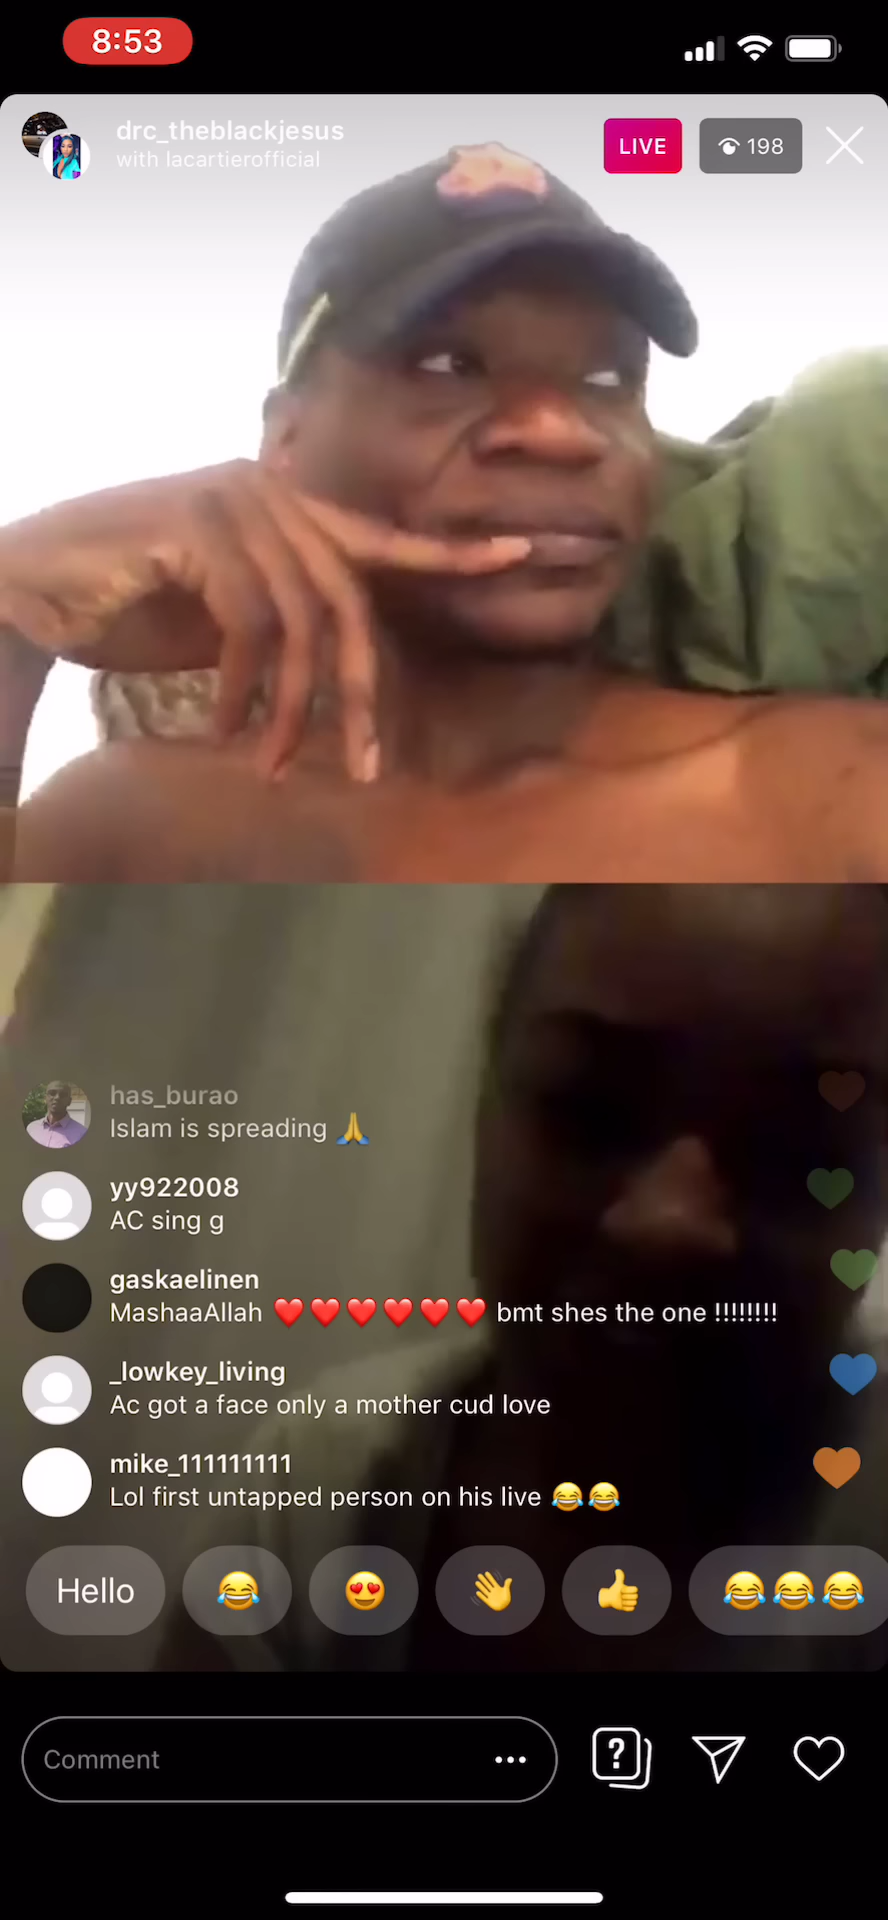 8:53
drc_theblackjesus
with lacartierofficial
LIVE
198
has_burao
Islam is spreading 🙏
yy922008
AC sing g
gaskaelinen
MashaaAllah ❤️❤️❤️❤️❤️❤️ bmt shes the one !!!!!!!!
_lowkey_living
Ac got a face only a mother cud love
mike_111111111
Lol first untapped person on his live 😂😂
Hello 😂 😍 👋 👍 😂😂😂
Comment